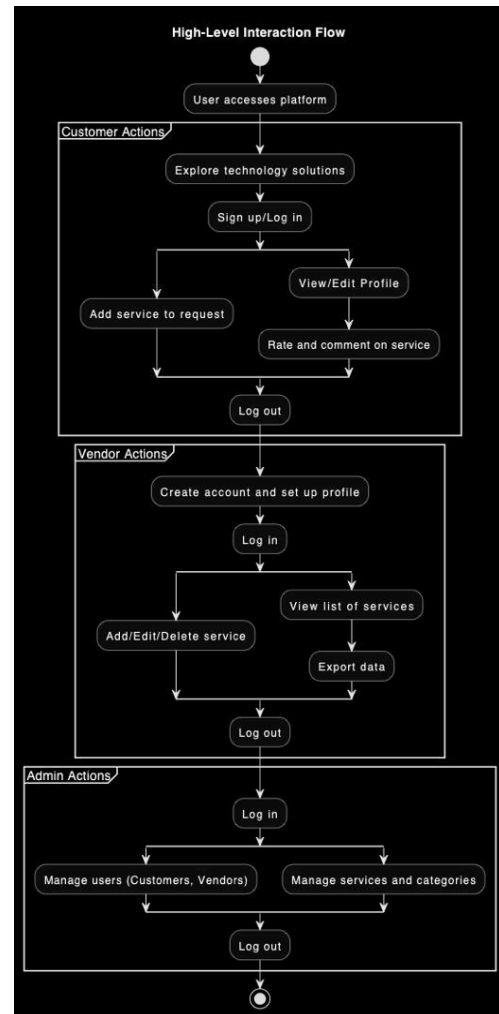 High-Level Interaction Flow
User accesses platform
Customer Actions
Explore technology solutions
Sign up/Log in
View/Edit Profile
Add service to request
Rate and comment on service
Log out
Vendor Actions
Create account and set up profile
Log in
View list of services
Add/Edit/Delete service
Export data
Log out
Admin Actions
Log in
Manage users (Customers, Vendors)
Manage services and categories
Log out